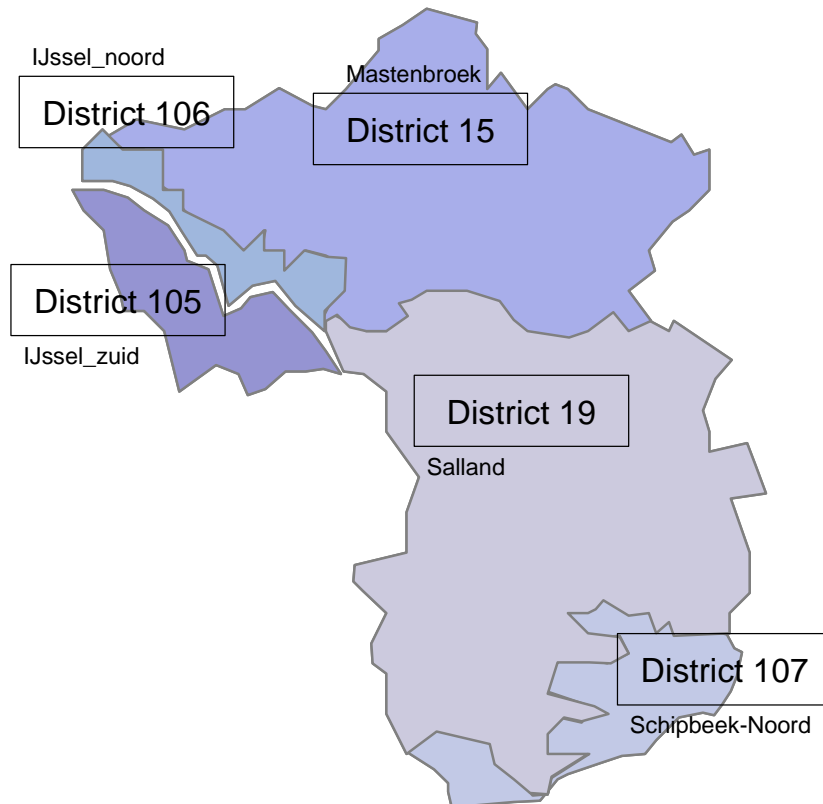 IJssel_noord
District 106
Mastenbroek
District 15
District 105
IJssel_zuid
District 19
Salland
District 107
Schipbeek-Noord